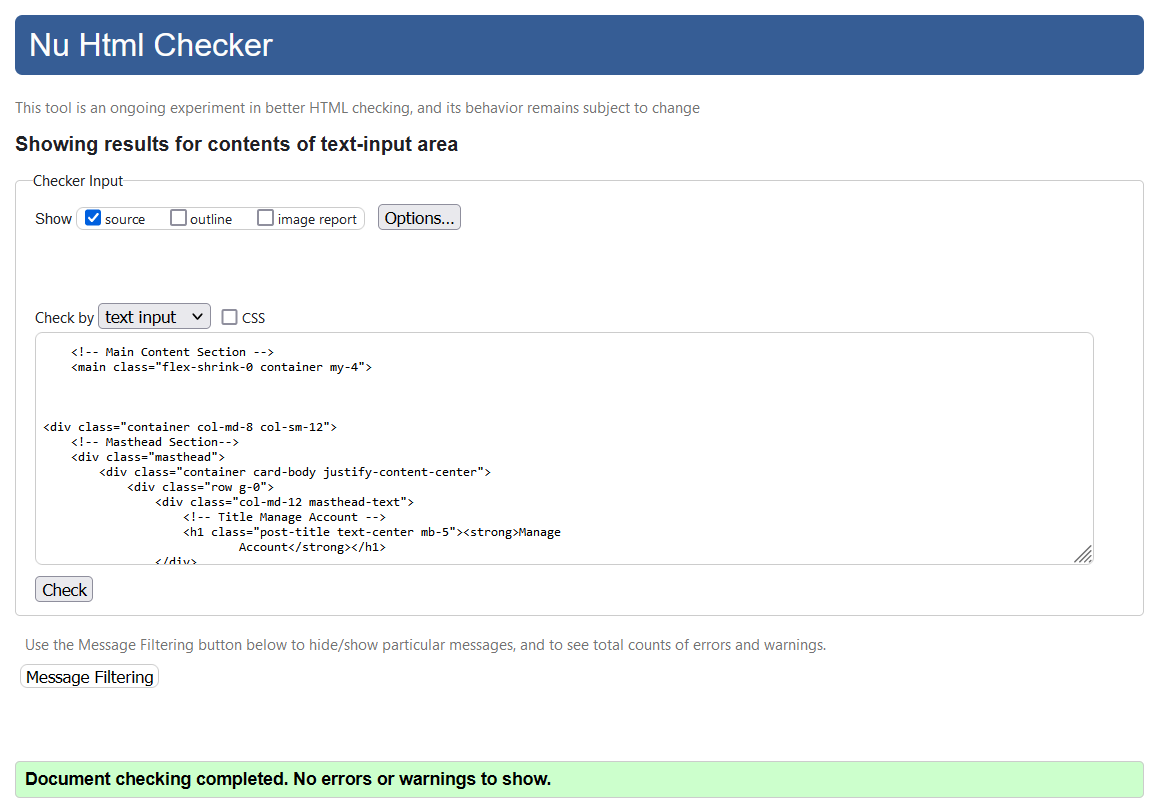 Nu Html Checker
This tool is an ongoing experiment in better HTML checking, and its behavior remains subject to change
Showing results for contents of text-input area
Checker Input
Show source outline image report Options...
Check by text input CSS
<!-- Main Content Section -->
<main class="flex-shrink-0 container my-4">
<div class="container col-md-8 col-sm-12">
<!-- Masthead Section-->
<div class="masthead">
<div class="container card-body justify-content-center">
<div class="row g-0">
<div class="col-md-12 masthead-text">
<!-- Title Manage Account -->
<h1 class="post-title text-center mb-5"><strong>Manage
Account</strong></h1>
</div>
Check
Use the Message Filtering button below to hide/show particular messages, and to see total counts of errors and warnings.
Message Filtering
Document checking completed. No errors or warnings to show.